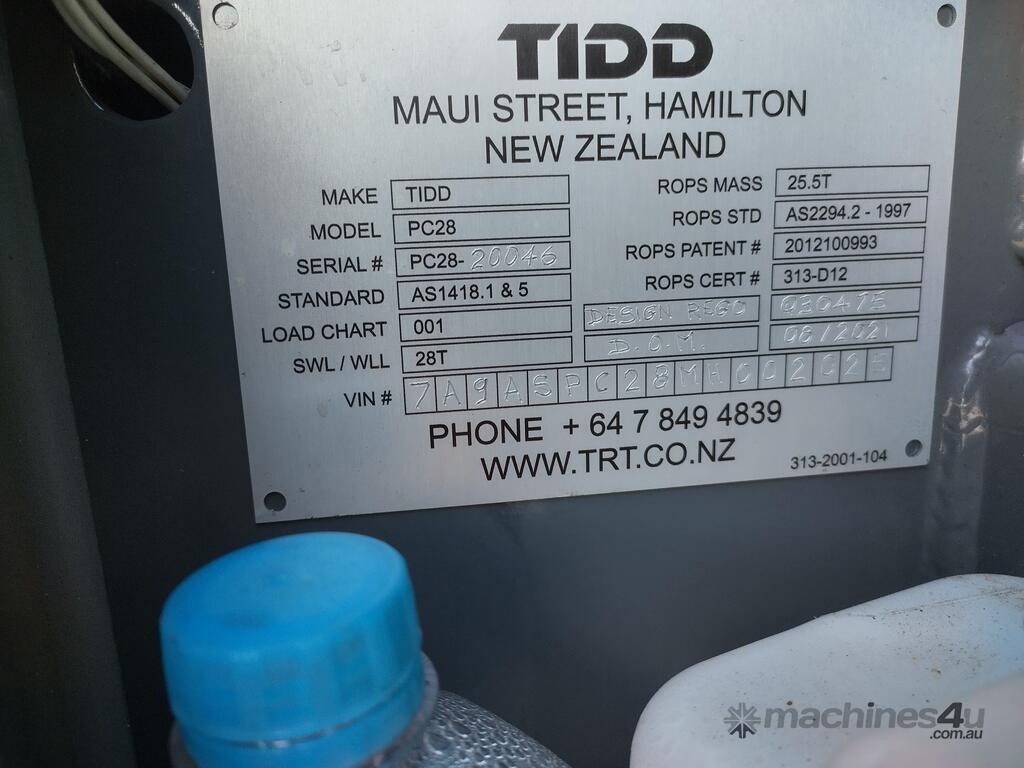 TIDD
MAUI STREET, HAMILTON
NEW ZEALAND
MAKE TIDD
MODEL PC28
SERIAL # PC28-20046
STANDARD AS1418.1 & 5
LOAD CHART 001
SWL / WLL 28T
ROPS MASS 25.5T
ROPS STD AS2294.2 - 1997
ROPS PATENT # 2012100993
ROPS CERT # 313-D12
DESIGN REGO
D.O.M. 08/2021
VIN #
PHONE + 64 7 849 4839
WWW.TRT.CO.NZ
313-2001-104
machines4u
.com.au